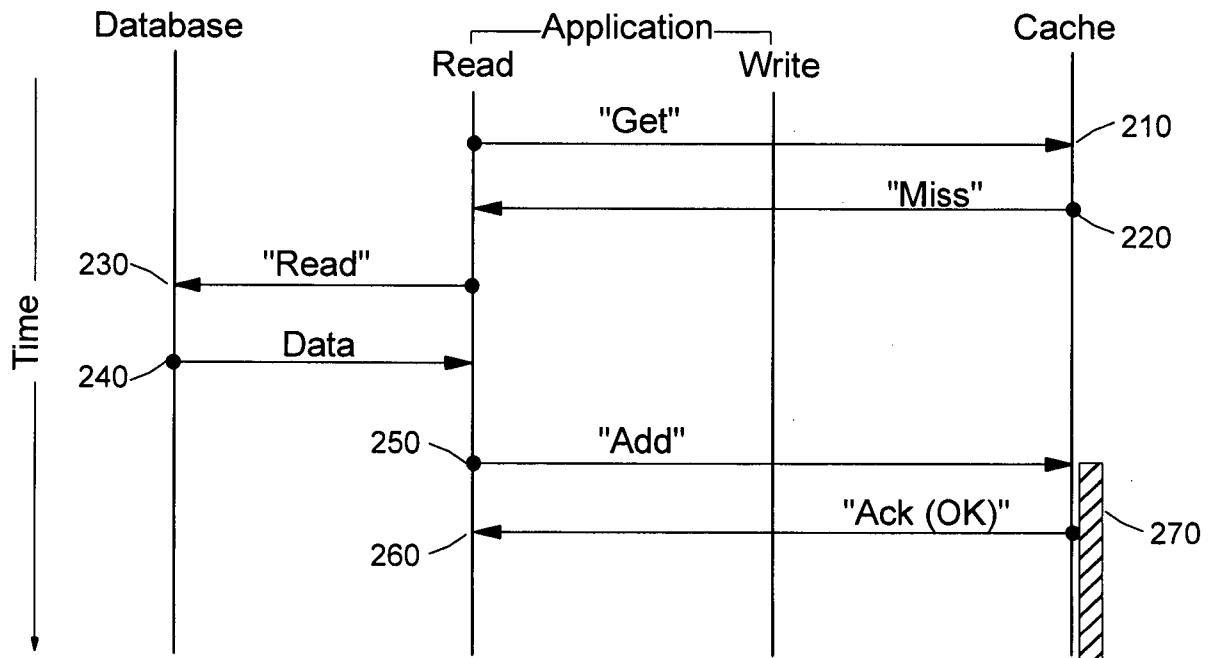 Database Application Cache
Read Write
"Get" 210
"Miss"
220
230 "Read"
Time
Data
240
250 "Add"
"Ack (OK)" 270
260